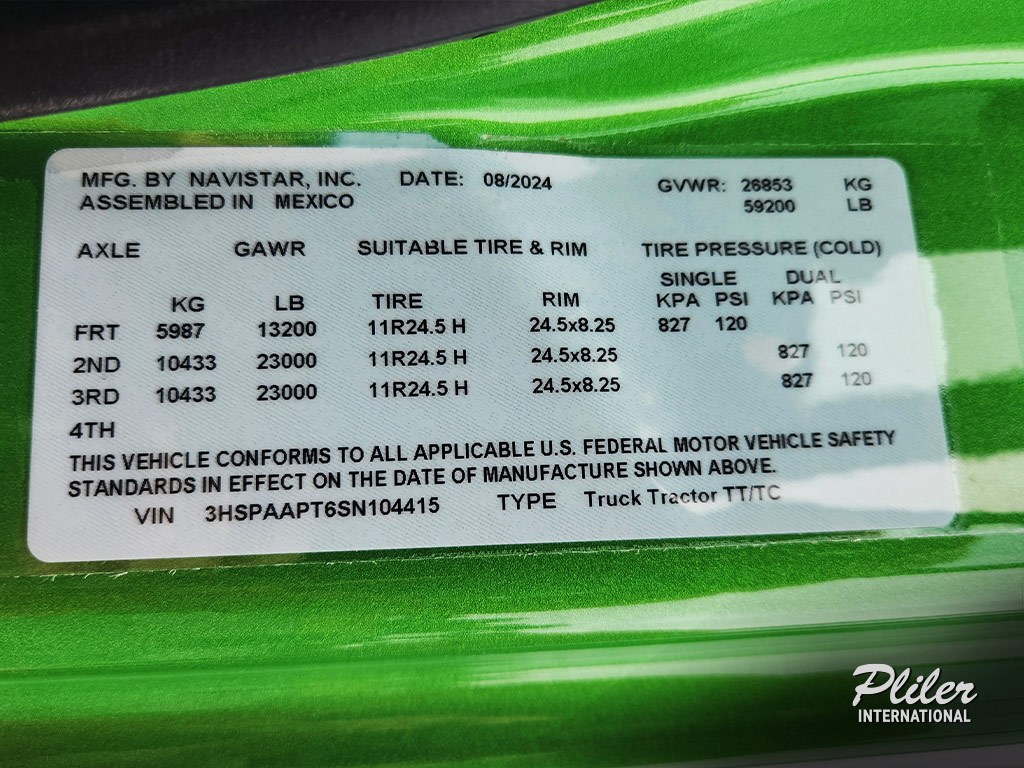 MFG. BY NAVISTAR, INC. DATE: 08/2024 GVWR: 26853 KG
ASSEMBLED IN MEXICO 59200 LB
AXLE GAWR SUITABLE TIRE & RIM TIRE PRESSURE (COLD)
SINGLE DUAL
KG LB TIRE RIM KPA PSI KPA PSI
FRT 5987 13200 11R24.5 H 24.5x8.25 827 120
2ND 10433 23000 11R24.5 H 24.5x8.25 827 120
3RD 10433 23000 11R24.5 H 24.5x8.25 827 120
4TH
THIS VEHICLE CONFORMS TO ALL APPLICABLE U.S. FEDERAL MOTOR VEHICLE SAFETY
STANDARDS IN EFFECT ON THE DATE OF MANUFACTURE SHOWN ABOVE.
VIN 3HSPAAPT6SN104415 TYPE Truck Tractor TT/TC
Pliler
INTERNATIONAL